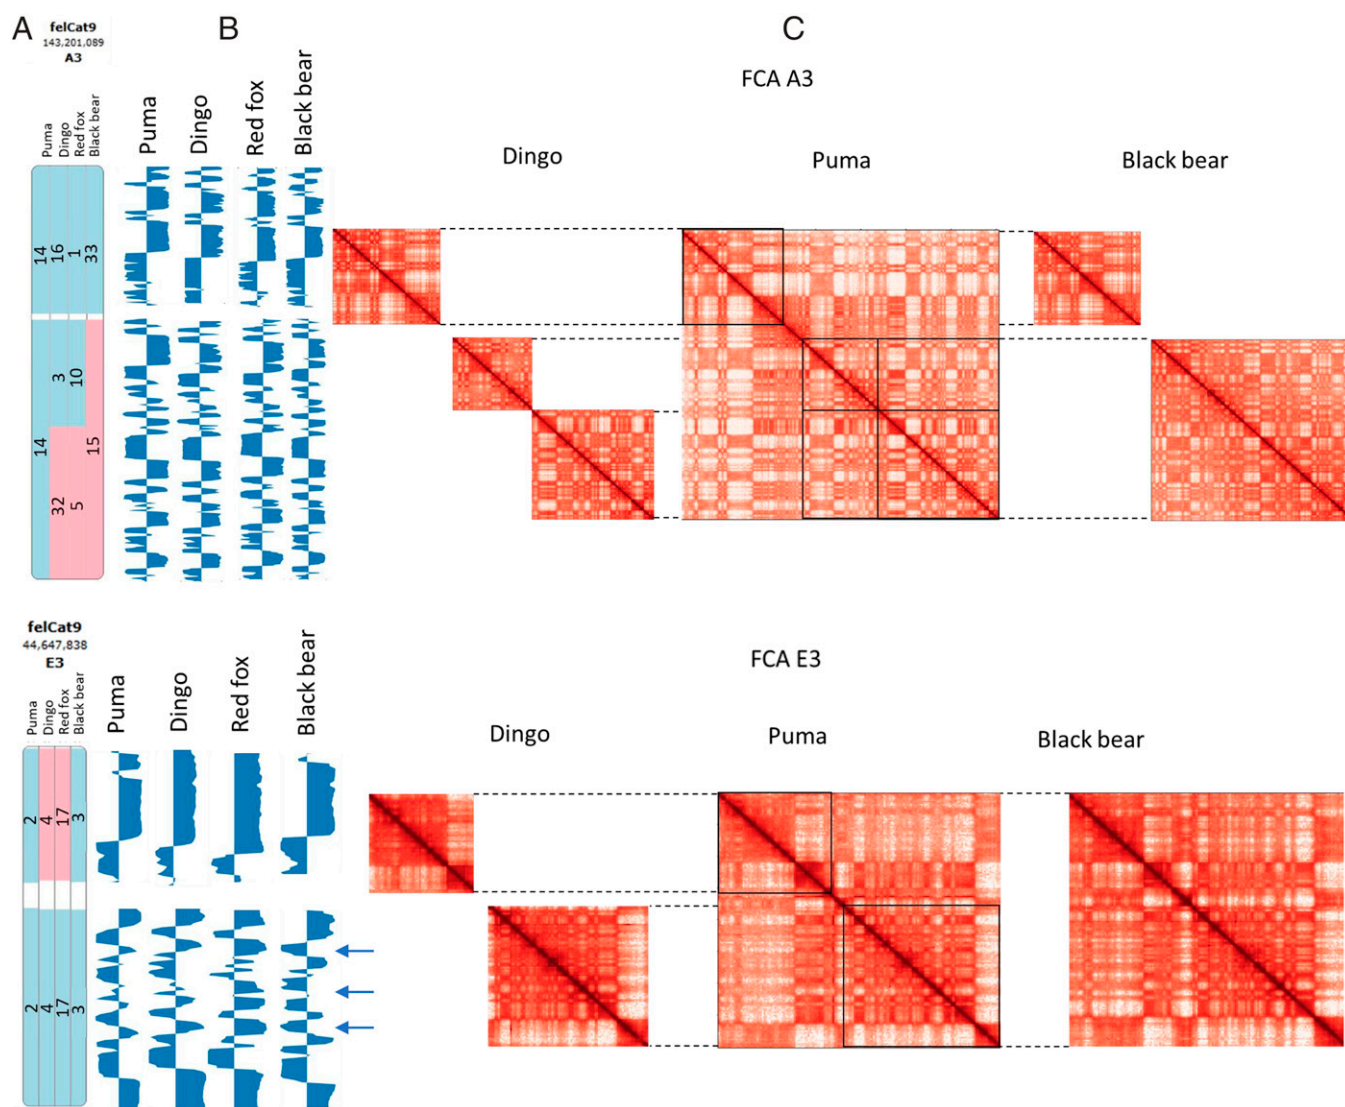 A
felCat9
143,201,089
A3
Puma
Dingo
Red fox
Black bear
14
16
1
33
3
10
14
15
32
5
B
Puma
Dingo
Red fox
Black bear
C
FCA A3
Dingo
Puma
Black bear
felCat9
44,647,838
E3
Puma
Dingo
Red fox
Black bear
2
4
17
3
2
4
17
3
Puma
Dingo
Red fox
Black bear
FCA E3
Dingo
Puma
Black bear